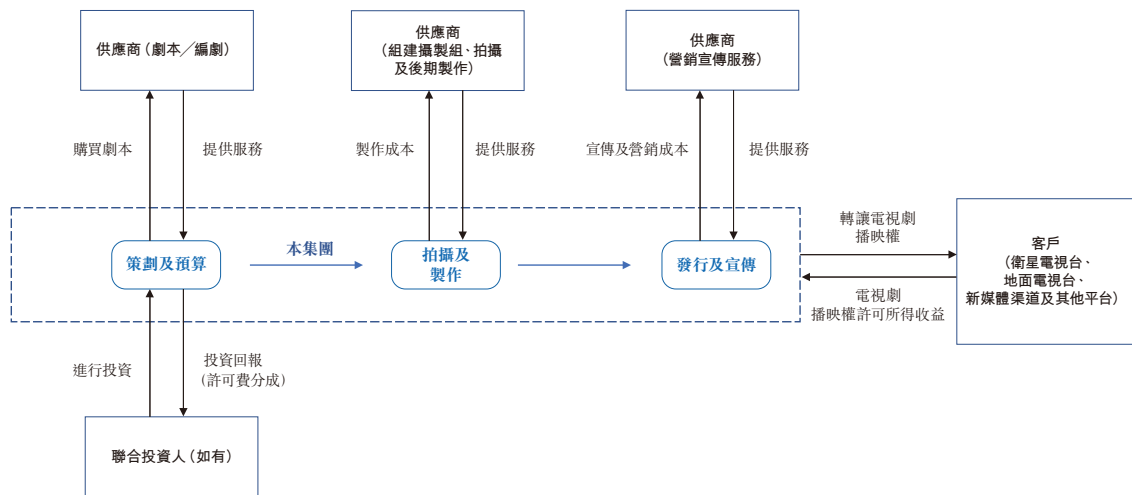 供應商（劇本╱編劇）
供應商
（組建攝製組、拍攝
及後期製作）
供應商
（營銷宣傳服務）
購買劇本
提供服務
製作成本
提供服務
宣傳及營銷成本
提供服務
本集團
策劃及預算
拍攝及
製作
發行及宣傳
轉讓電視劇
播映權
電視劇
播映權許可所得收益
客戶
（衛星電視台、
地面電視台、
新媒體渠道及其他平台）
進行投資
投資回報
（許可費分成）
聯合投資人（如有）